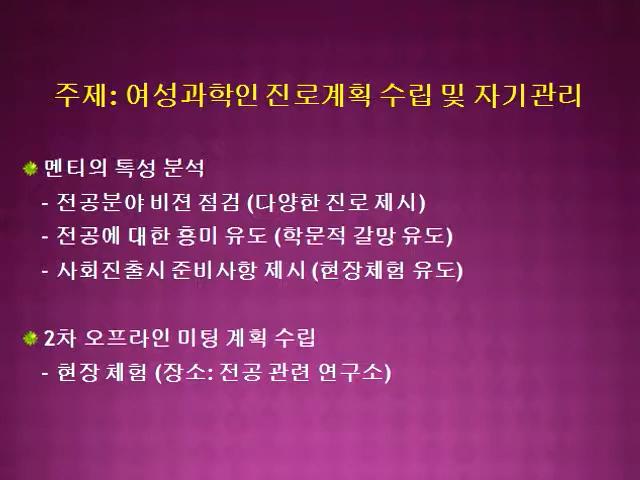 주제: 여성과학인 진로계획 수립 및 자기관리
멘티의 특성 분석
- 전공분야 비젼 점검 (다양한 진로 제시)
- 전공에 대한 흥미 유도 (학문적 갈망 유도)
- 사회진출시 준비사항 제시 (현장체험 유도)
2차 오프라인 미팅 계획 수립
- 현장 체험 (장소: 전공 관련 연구소)